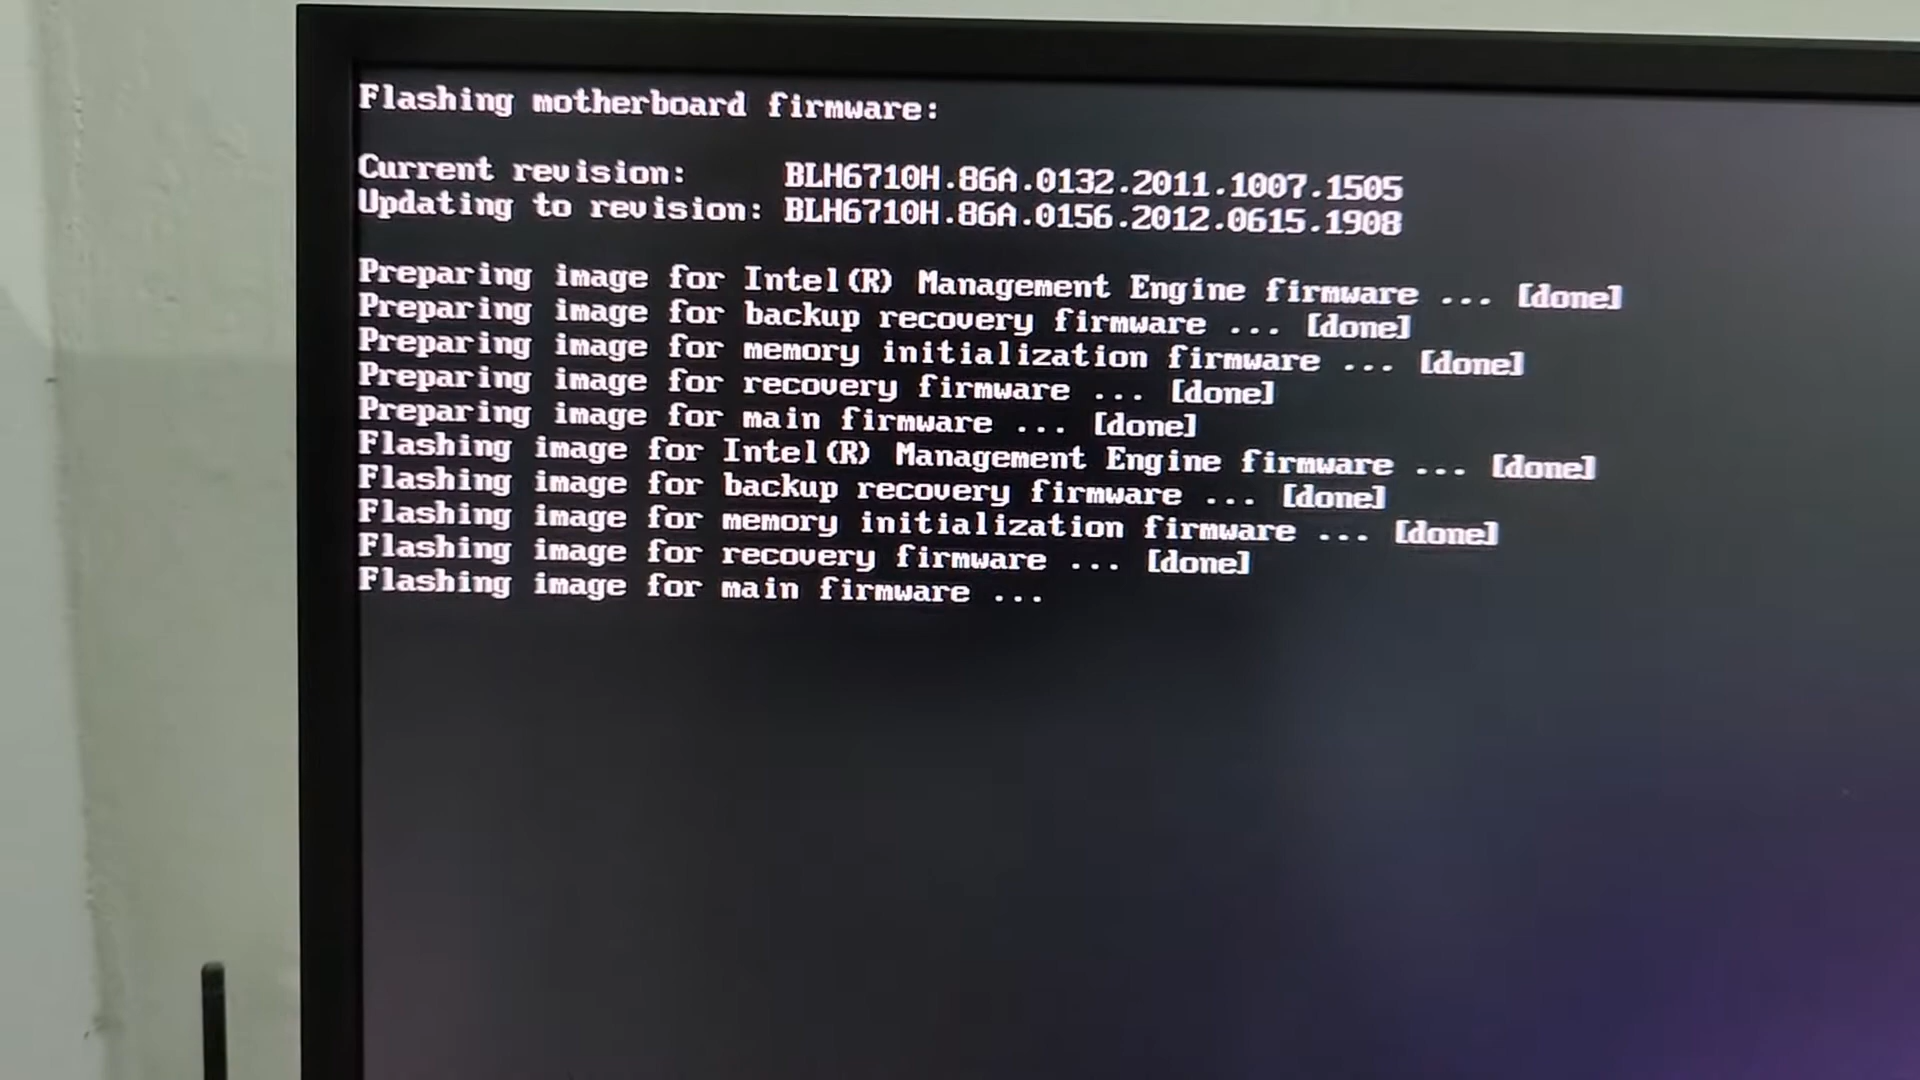 Flashing motherboard firmware:
Current revision: BLH6710H.86A.0132.2011.1007.1505
Updating to revision: BLH6710H.86A.0156.2012.0615.1908
Preparing image for Intel(R) Management Engine firmware ... [done]
Preparing image for backup recovery firmware ... [done]
Preparing image for memory initialization firmware ... [done]
Preparing image for recovery firmware ... [done]
Preparing image for main firmware ... [done]
Flashing image for Intel(R) Management Engine firmware ... [done]
Flashing image for backup recovery firmware ... [done]
Flashing image for memory initialization firmware ... [done]
Flashing image for recovery firmware ... [done]
Flashing image for main firmware ...